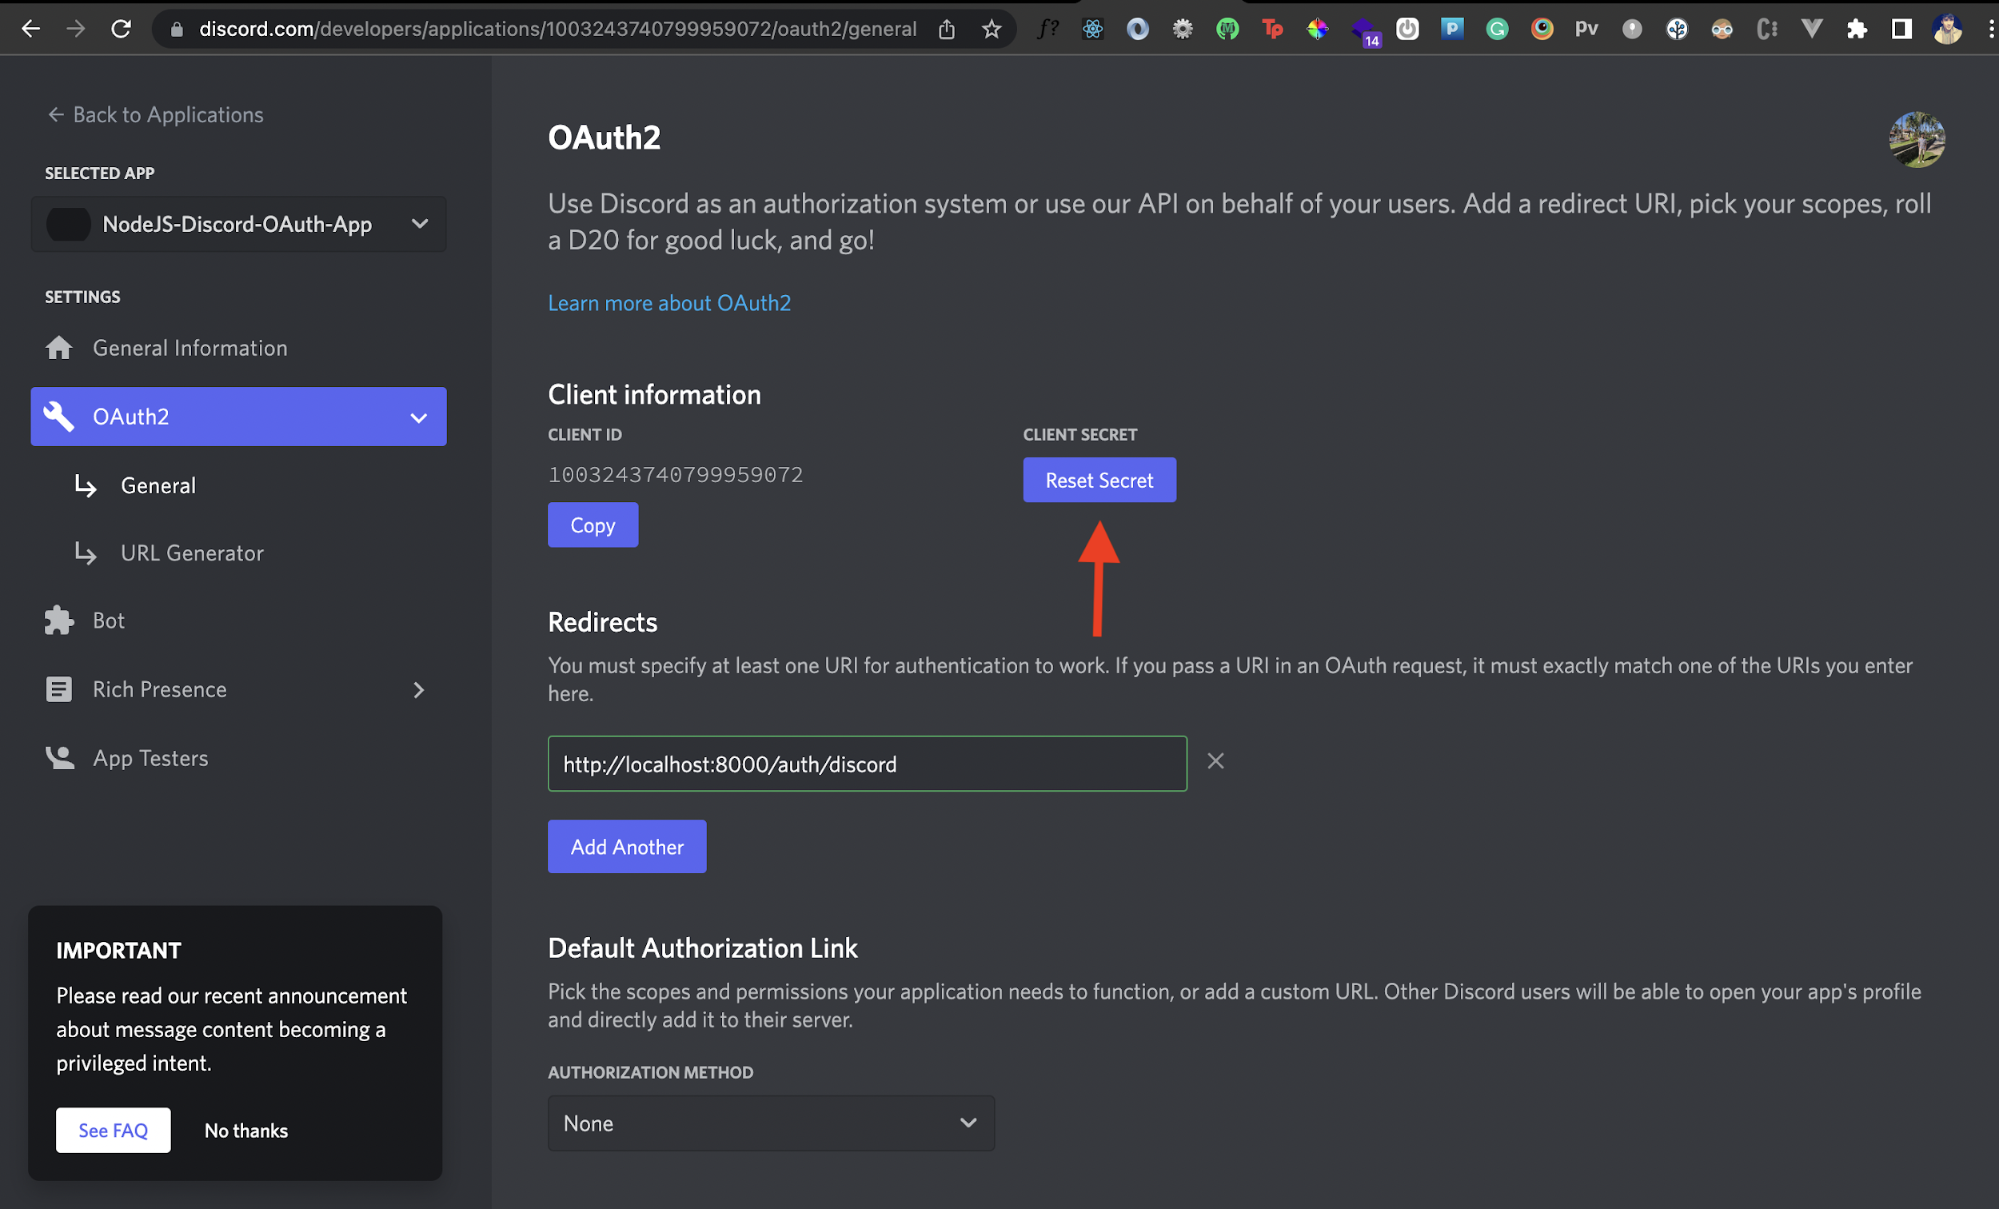 discord.com/developers/applications/1003243740799959072/oauth2/general
f?
Tp
14
P
G
Pv
← Back to Applications
SELECTED APP
NodeJS-Discord-OAuth-App
SETTINGS
General Information
OAuth2
General
URL Generator
Bot
Rich Presence
App Testers
IMPORTANT
Please read our recent announcement
about message content becoming a
privileged intent.
See FAQ
No thanks
OAuth2
Use Discord as an authorization system or use our API on behalf of your users. Add a redirect URI, pick your scopes, roll
a D20 for good luck, and go!
Learn more about OAuth2
Client information
CLIENT ID
1003243740799959072
Copy
CLIENT SECRET
Reset Secret
Redirects
You must specify at least one URI for authentication to work. If you pass a URI in an OAuth request, it must exactly match one of the URIs you enter
here.
http://localhost:8000/auth/discord
Add Another
Default Authorization Link
Pick the scopes and permissions your application needs to function, or add a custom URL. Other Discord users will be able to open your app's profile
and directly add it to their server.
AUTHORIZATION METHOD
None